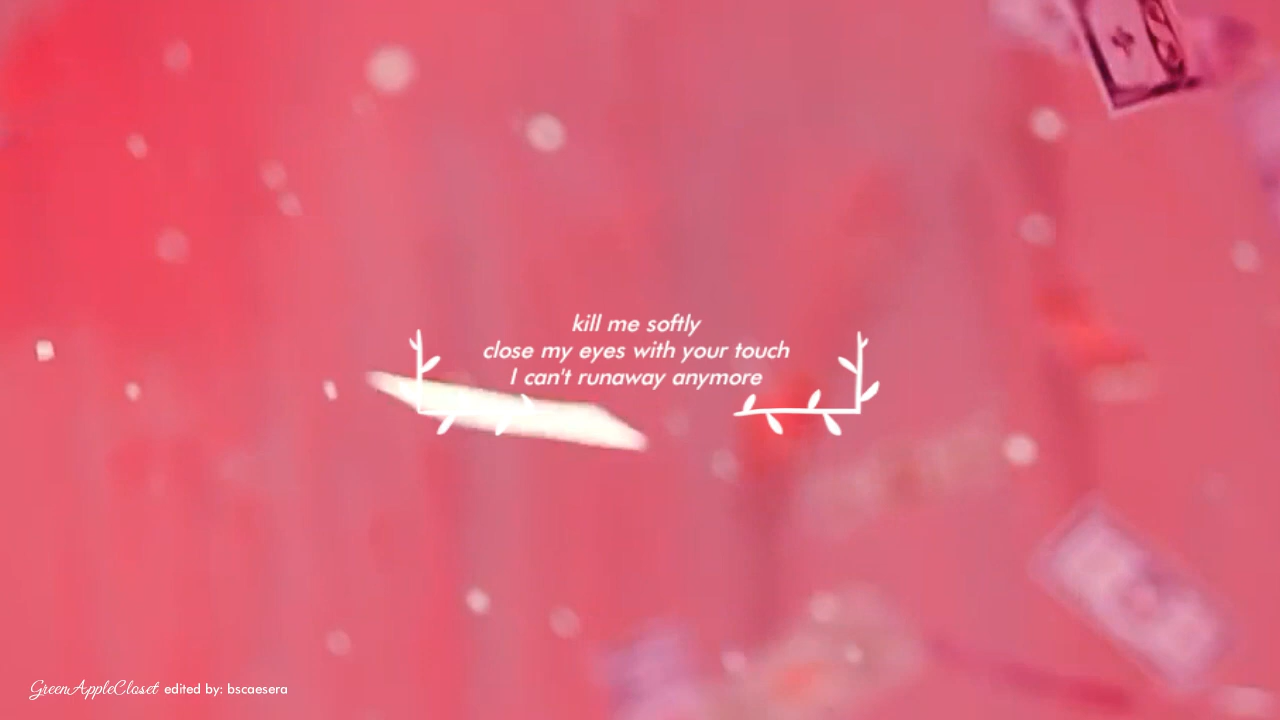 kill me softly
close my eyes with your touch
I can't runaway anymore
GreenAppleCloset edited by: bscaesera